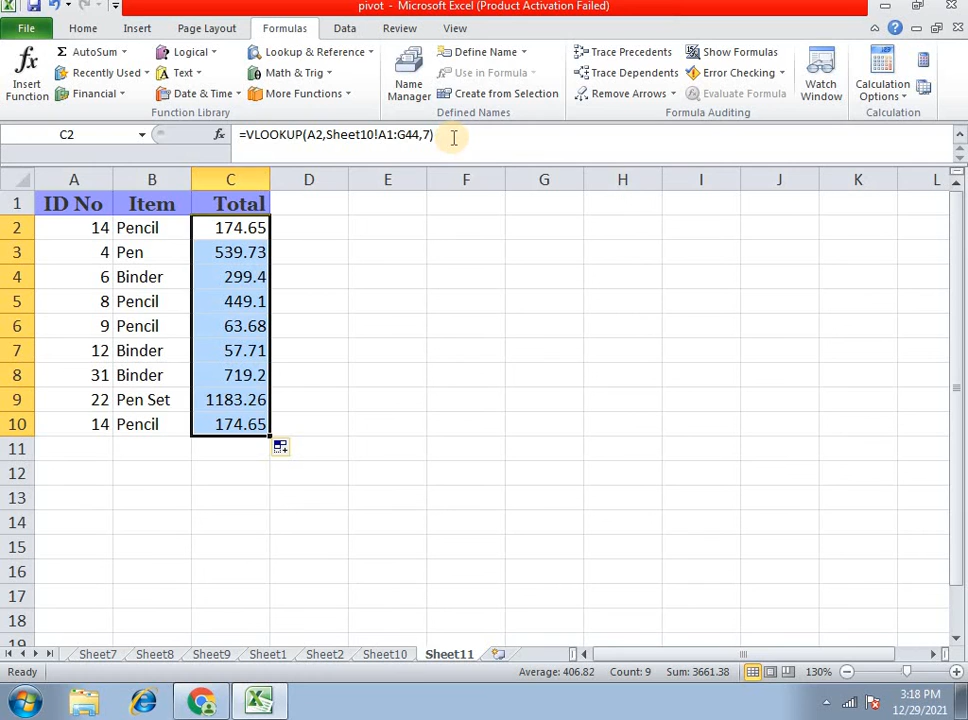 pivot - Microsoft Excel (Product Activation Failed)
File Home Insert Page Layout Formulas Data Review View
AutoSum Logical Lookup & Reference Define Name Trace Precedents Show Formulas
Recently Used Text Math & Trig Use in Formula Trace Dependents Error Checking
Financial Date & Time More Functions Create from Selection Remove Arrows Evaluate Formula
fx Insert Function Name Manager Watch Window Calculation Options
Function Library Defined Names Formula Auditing Calculation
C2 fx =VLOOKUP(A2,Sheet10!A1:G44,7)
A B C D E F G H I J K L
1 ID No Item Total
2 14 Pencil 174.65
3 4 Pen 539.73
4 6 Binder 299.4
5 8 Pencil 449.1
6 9 Pencil 63.68
7 12 Binder 57.71
8 31 Binder 719.2
9 22 Pen Set 1183.26
10 14 Pencil 174.65
11
12
13
14
15
16
17
18
19
Sheet7 Sheet8 Sheet9 Sheet1 Sheet2 Sheet10 Sheet11
Ready Average: 406.82 Count: 9 Sum: 3661.38 130%
3:18 PM
12/29/2021